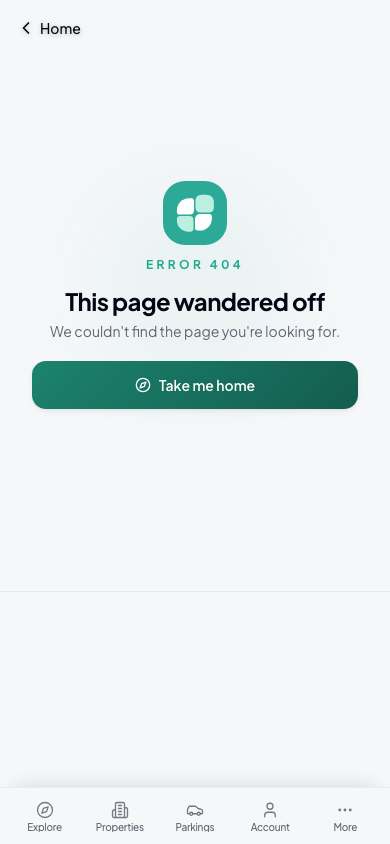 Home
ERROR 404
This page wandered off
We couldn't find the page you're looking for.
Take me home
Explore
Properties
Parkings
Account
More